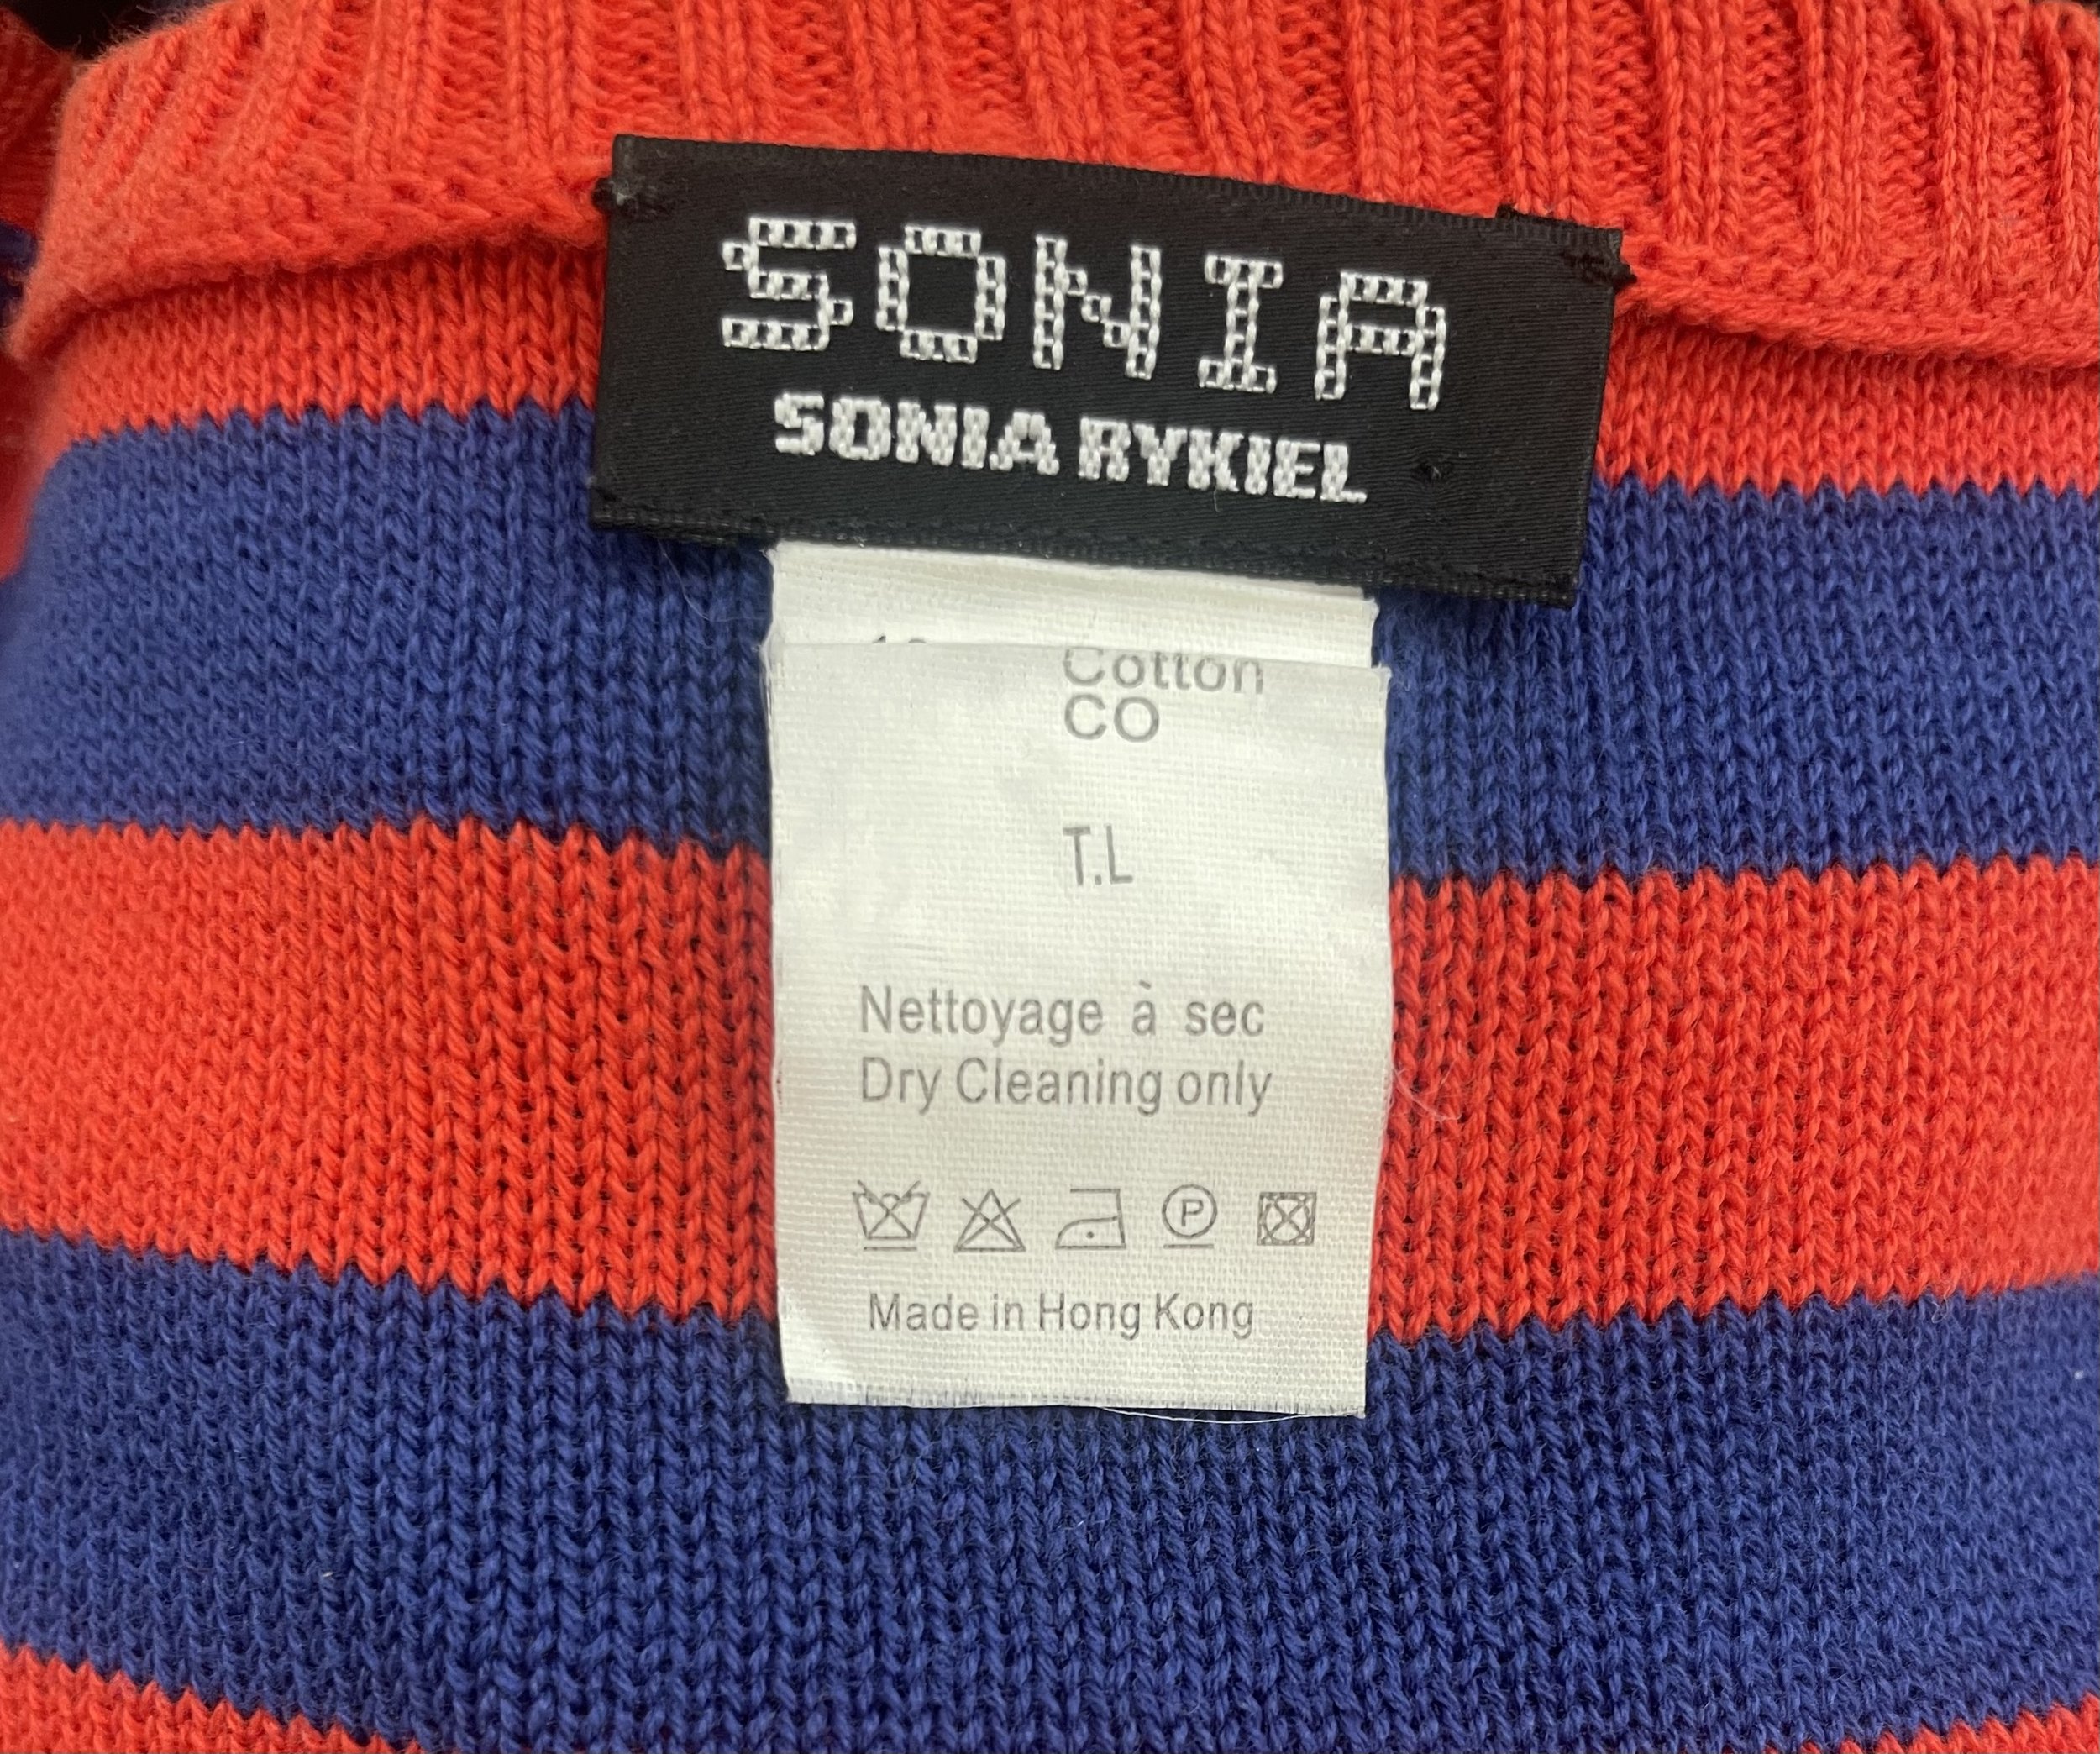 SONIA
SONIA RYKIEL
Cotton
CO
T.L
Nettoyage à sec
Dry Cleaning only
P
Made in Hong Kong